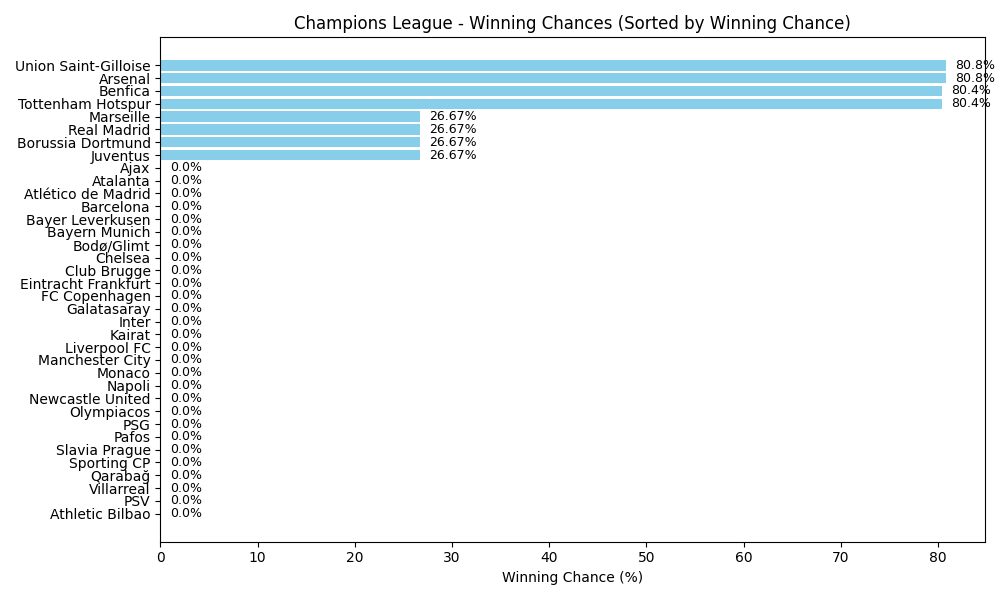 Champions League - Winning Chances (Sorted by Winning Chance)
Union Saint-Gilloise 80.8%
Arsenal 80.8%
Benfica 80.4%
Tottenham Hotspur 80.4%
Marseille 26.67%
Real Madrid 26.67%
Borussia Dortmund 26.67%
Juventus 26.67%
Ajax 0.0%
Atalanta 0.0%
Atlético de Madrid 0.0%
Barcelona 0.0%
Bayer Leverkusen 0.0%
Bayern Munich 0.0%
Bodø/Glimt 0.0%
Chelsea 0.0%
Club Brugge 0.0%
Eintracht Frankfurt 0.0%
FC Copenhagen 0.0%
Galatasaray 0.0%
Inter 0.0%
Kairat 0.0%
Liverpool FC 0.0%
Manchester City 0.0%
Monaco 0.0%
Napoli 0.0%
Newcastle United 0.0%
Olympiacos 0.0%
PSG 0.0%
Pafos 0.0%
Slavia Prague 0.0%
Sporting CP 0.0%
Qarabağ 0.0%
Villarreal 0.0%
PSV 0.0%
Athletic Bilbao 0.0%
0 10 20 30 40 50 60 70 80
Winning Chance (%)